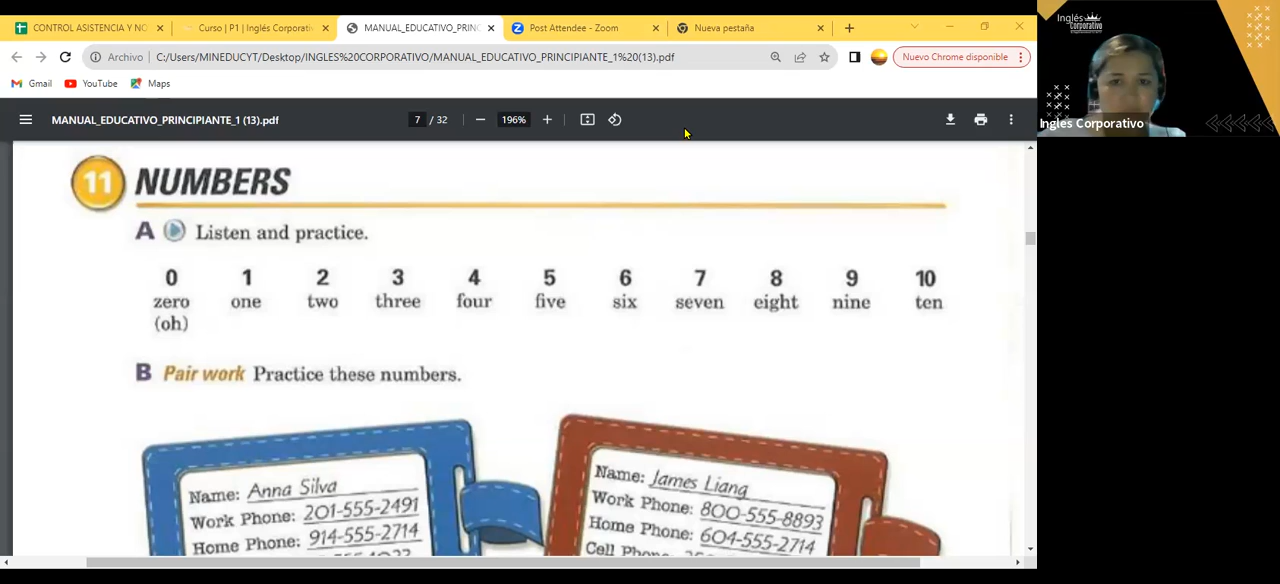 CONTROL ASISTENCIA Y NO
Curso | P1 | Inglés Corporativo
MANUAL_EDUCATIVO_PRINCIPI
Post Attendee - Zoom
Nueva pestaña
Archivo
C:/Users/MINEDUCYT/Desktop/INGLES%20CORPORATIVO/MANUAL_EDUCATIVO_PRINCIPIANTE_1%20(13).pdf
Nuevo Chrome disponible
Gmail
YouTube
Maps
MANUAL_EDUCATIVO_PRINCIPIANTE_1 (13).pdf
7 / 32
196%
Inglés
Corporativo
Ingles Corporativo
11 NUMBERS
A Listen and practice.
0 1 2 3 4 5 6 7 8 9 10
zero one two three four five six seven eight nine ten
(oh)
B Pair work Practice these numbers.
Name: Anna Silva
Work Phone: 201-555-2491
Home Phone: 914-555-2714
Name: James Liang
Work Phone: 800-555-8893
Home Phone: 604-555-2714
Cell Phone: